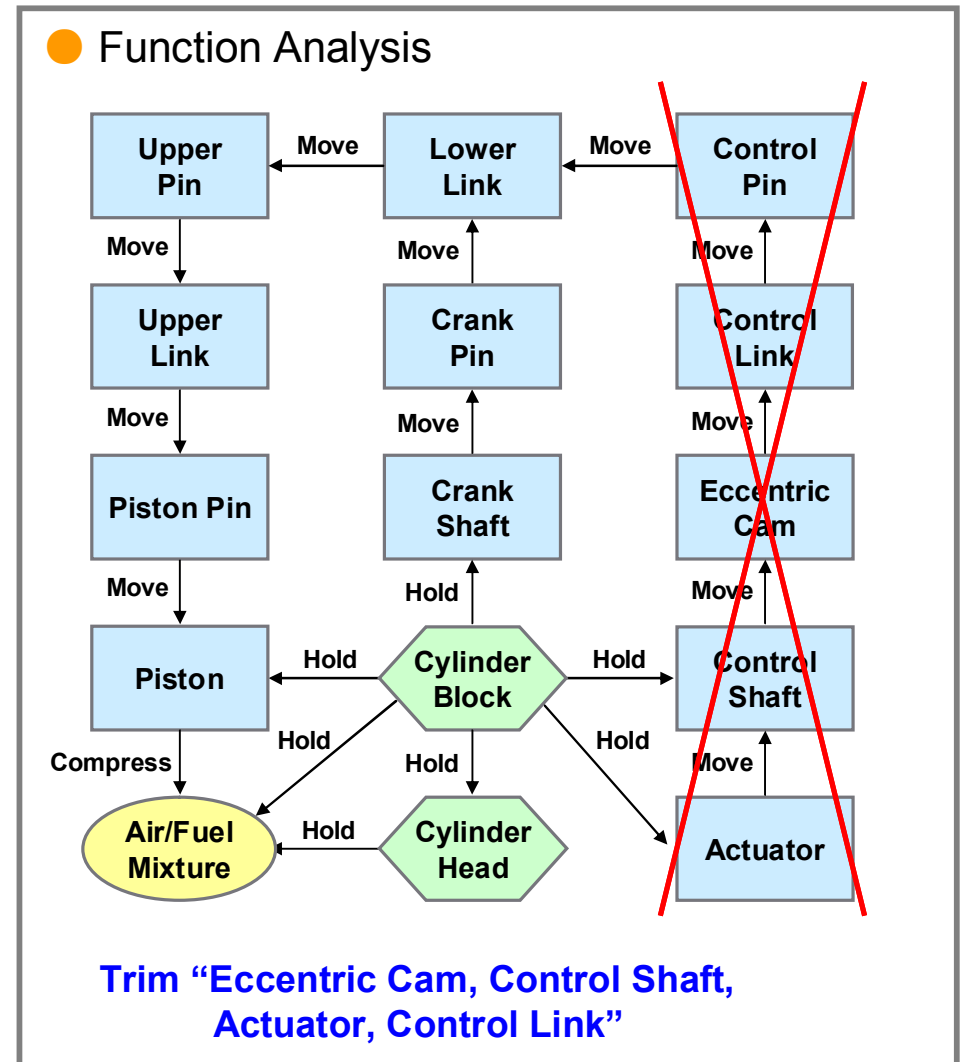 Function Analysis
Upper
Pin
Move
Lower
Link
Move
Control
Pin
Move
Move
Move
Upper
Link
Crank
Pin
Control
Link
Move
Move
Move
Piston Pin
Crank
Shaft
Eccentric
Cam
Move
Hold
Move
Piston
Hold
Cylinder
Block
Hold
Control
Shaft
Compress
Hold
Hold
Hold
Move
Air/Fuel
Mixture
Hold
Cylinder
Head
Actuator
Trim “Eccentric Cam, Control Shaft,
Actuator, Control Link”